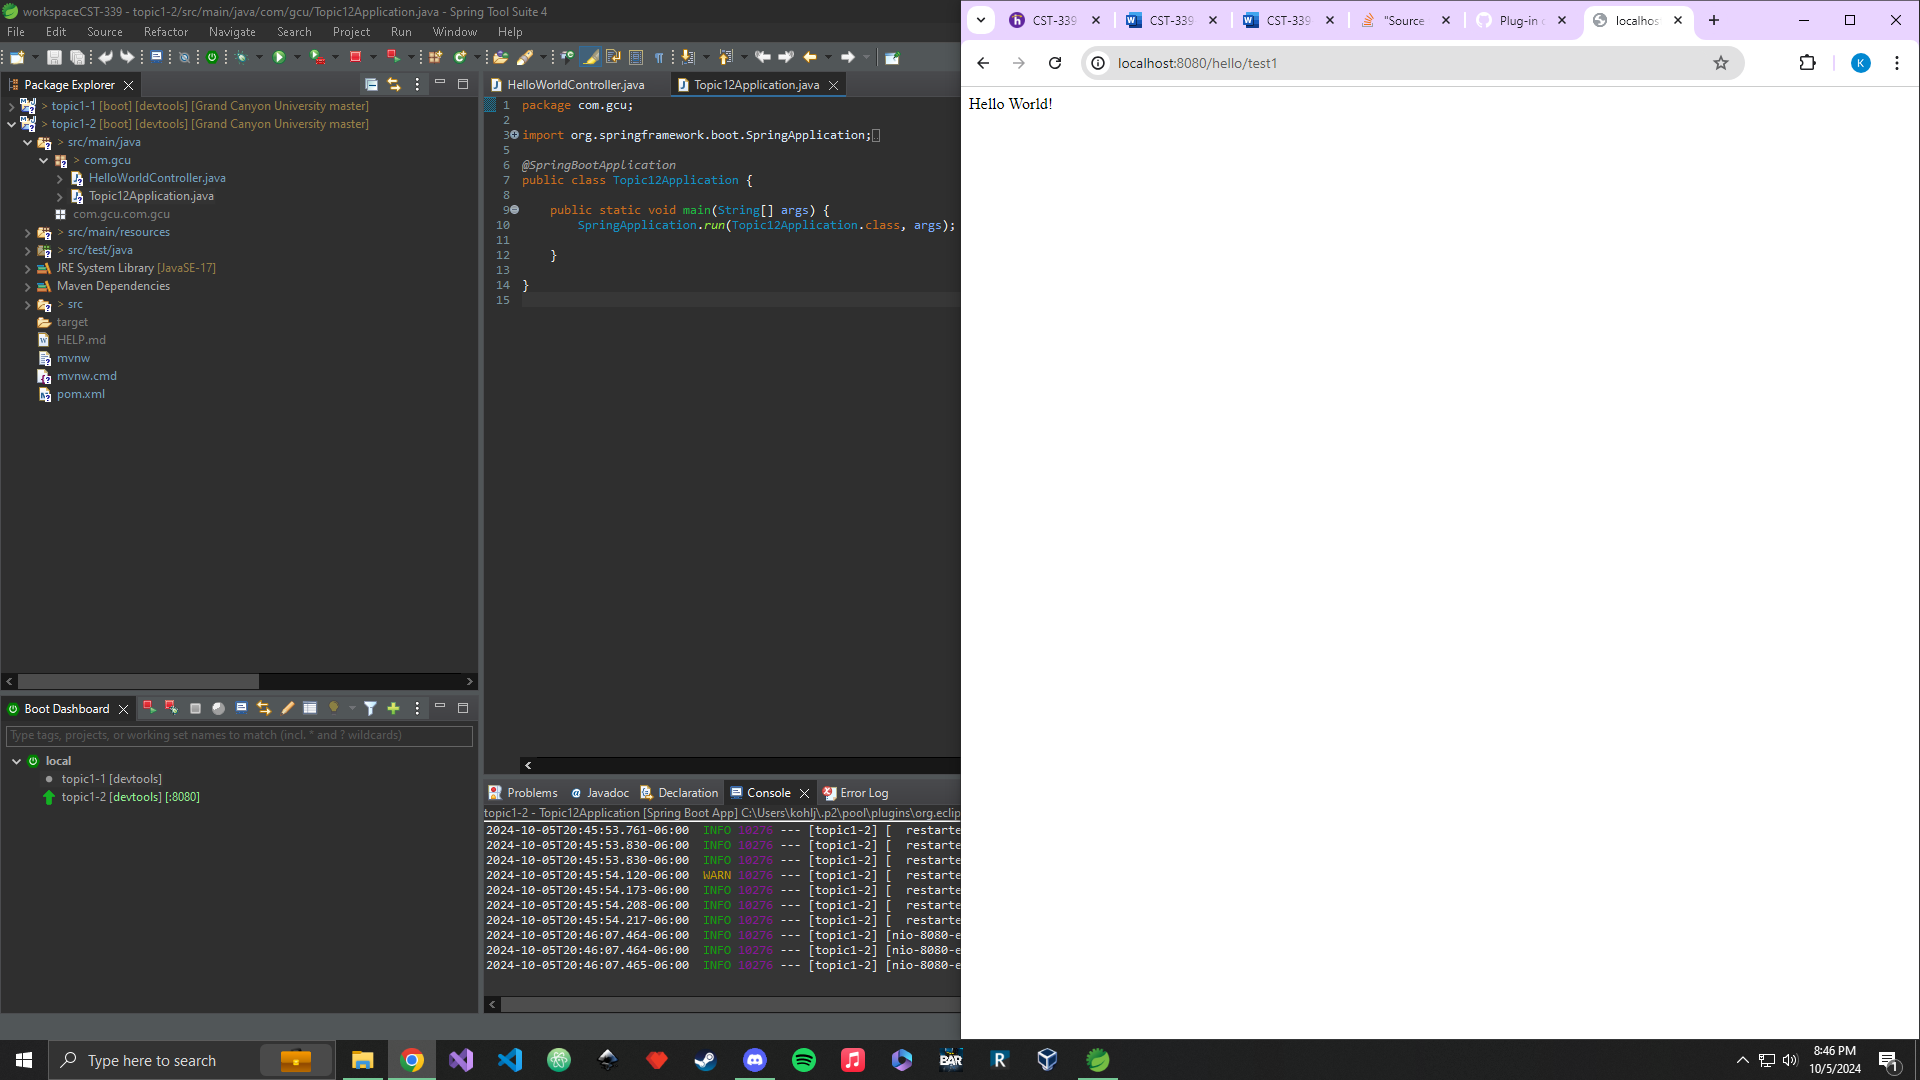 workspaceCST-339 - topic1-2/src/main/java/com/gcu/Topic12Application.java - Spring Tool Suite 4
File Edit Source Refactor Navigate Search Project Run Window Help
Package Explorer
> topic1-1 [boot] [devtools] [Grand Canyon University master]
> topic1-2 [boot] [devtools] [Grand Canyon University master]
> src/main/java
> com.gcu
HelloWorldController.java
Topic12Application.java
com.gcu.com.gcu
> src/main/resources
> src/test/java
JRE System Library [JavaSE-17]
Maven Dependencies
> src
target
HELP.md
mvnw
mvnw.cmd
pom.xml
Boot Dashboard
Type tags, projects, or working set names to match (incl. * and ? wildcards)
local
topic1-1 [devtools]
topic1-2 [devtools] [:8080]
HelloWorldController.java Topic12Application.java
1 package com.gcu;
2
3 import org.springframework.boot.SpringApplication;
5
6 @SpringBootApplication
7 public class Topic12Application {
8
9 public static void main(String[] args) {
10 SpringApplication.run(Topic12Application.class, args);
11
12 }
13
14 }
15
Problems Javadoc Declaration Console Error Log
topic1-2 - Topic12Application [Spring Boot App] C:\Users\kohlj\.p2\pool\plugins\org.eclip
2024-10-05T20:45:53.761-06:00 INFO 10276 --- [topic1-2] [ restarte
2024-10-05T20:45:53.830-06:00 INFO 10276 --- [topic1-2] [ restarte
2024-10-05T20:45:53.830-06:00 INFO 10276 --- [topic1-2] [ restarte
2024-10-05T20:45:54.120-06:00 WARN 10276 --- [topic1-2] [ restarte
2024-10-05T20:45:54.173-06:00 INFO 10276 --- [topic1-2] [ restarte
2024-10-05T20:45:54.208-06:00 INFO 10276 --- [topic1-2] [ restarte
2024-10-05T20:45:54.217-06:00 INFO 10276 --- [topic1-2] [ restarte
2024-10-05T20:46:07.464-06:00 INFO 10276 --- [topic1-2] [nio-8080-e
2024-10-05T20:46:07.464-06:00 INFO 10276 --- [topic1-2] [nio-8080-e
2024-10-05T20:46:07.465-06:00 INFO 10276 --- [topic1-2] [nio-8080-e
CST-339 CST-339 CST-339 "Source Plug-in localhos
localhost:8080/hello/test1
K
Hello World!
Type here to search
BAR
R
8:46 PM
10/5/2024
1